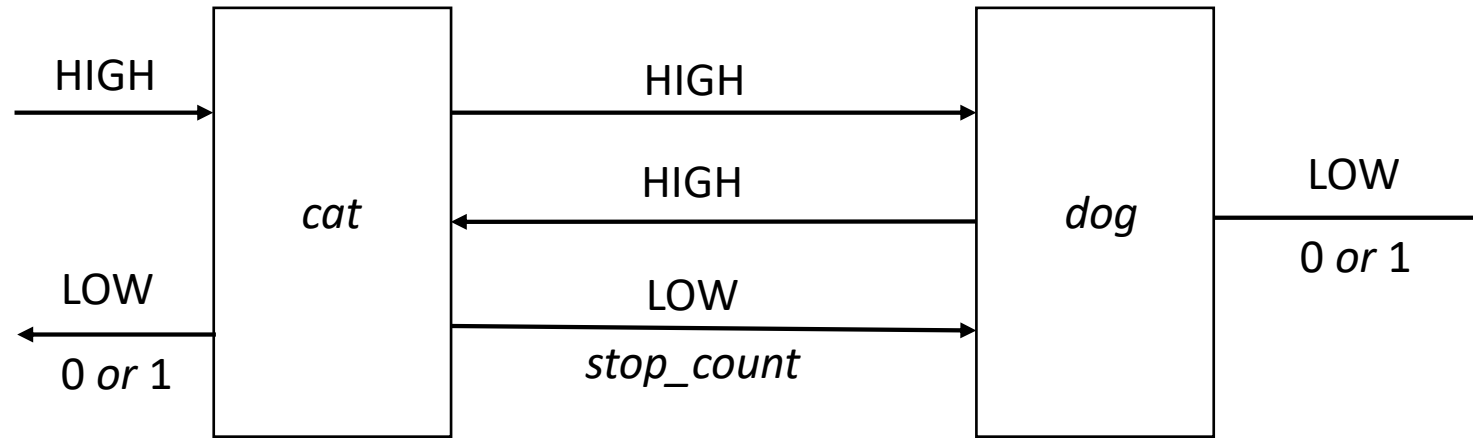 HIGH
HIGH
HIGH
cat
dog
LOW
0 or 1
LOW
0 or 1
LOW
stop_count